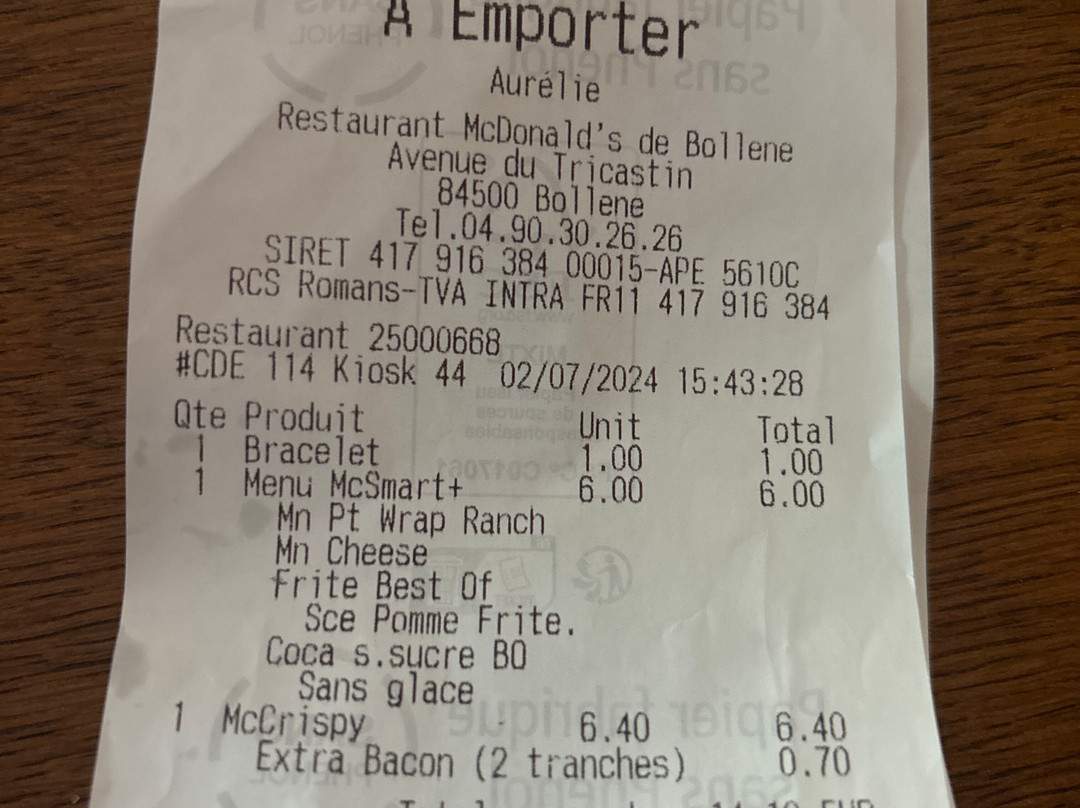 À Emporter
Aurélie
Restaurant McDonald's de Bollene
Avenue du Tricastin
84500 Bollene
Tel.04.90.30.26.26
SIRET 417 916 384 00015-APE 5610C
RCS Romans-TVA INTRA FR11 417 916 384
Restaurant 25000668
#CDE 114 Kiosk 44 02/07/2024 15:43:28
Qte Produit Unit Total
1 Bracelet 1.00 1.00
1 Menu McSmart+ 6.00 6.00
Mn Pt Wrap Ranch
Mn Cheese
Frite Best Of
Sce Pomme Frite.
Coca s.sucre BO
Sans glace
1 McCrispy 6.40 6.40
Extra Bacon (2 tranches) 0.70